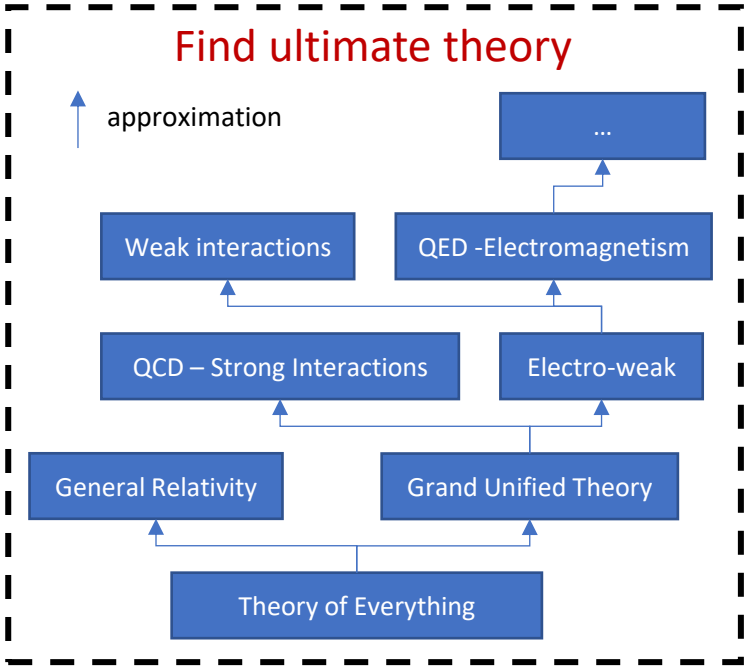 Find ultimate theory
approximation
...
Weak interactions
QED -Electromagnetism
QCD – Strong Interactions
Electro-weak
General Relativity
Grand Unified Theory
Theory of Everything